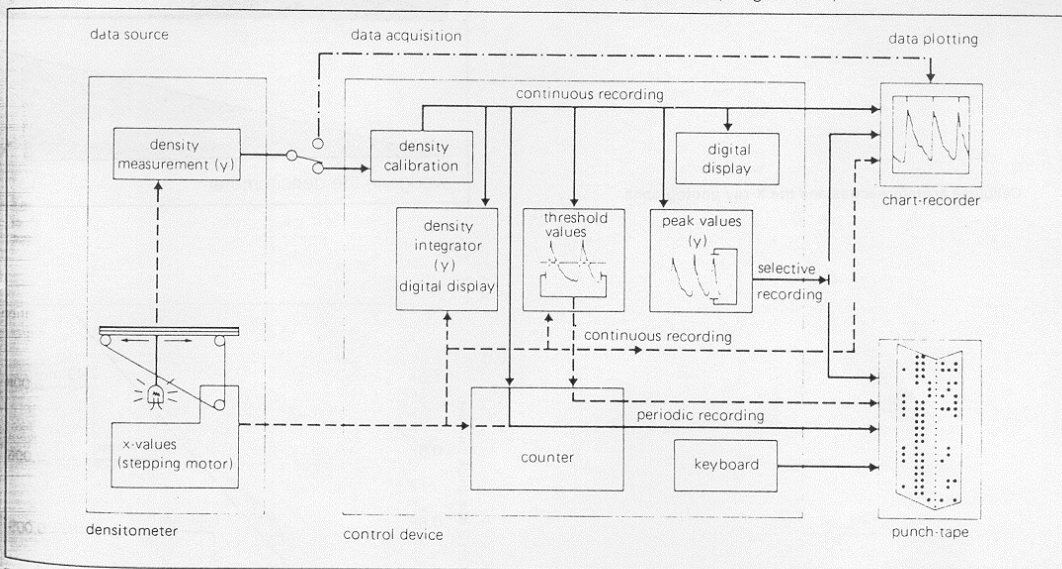 data source
data acquisition
data plotting
continuous recording
density
measurement (y)
density
calibration
digital
display
chart-recorder
density
integrator
(y)
digital display
threshold
values
peak values
(y)
selective
recording
continuous recording
periodic recording
x-values
(stepping motor)
counter
keyboard
densitometer
control device
punch-tape